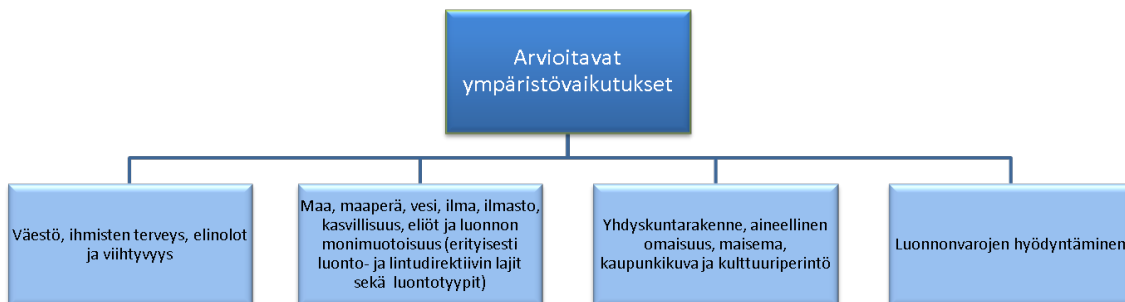 Arvioitavat
ympäristövaikutukset
Väestö, ihmisten terveys, elinolot
ja viihtyvyys
Maa, maaperä, vesi, ilma, ilmasto,
kasvillisuus, eliöt ja luonnon
monimuotoisuus (erityisesti
luonto- ja lintudirektiivin lajit
sekä luontotyypit)
Yhdyskuntarakenne, aineellinen
omaisuus, maisema,
kaupunkikuva ja kulttuuriperintö
Luonnonvarojen hyödyntäminen